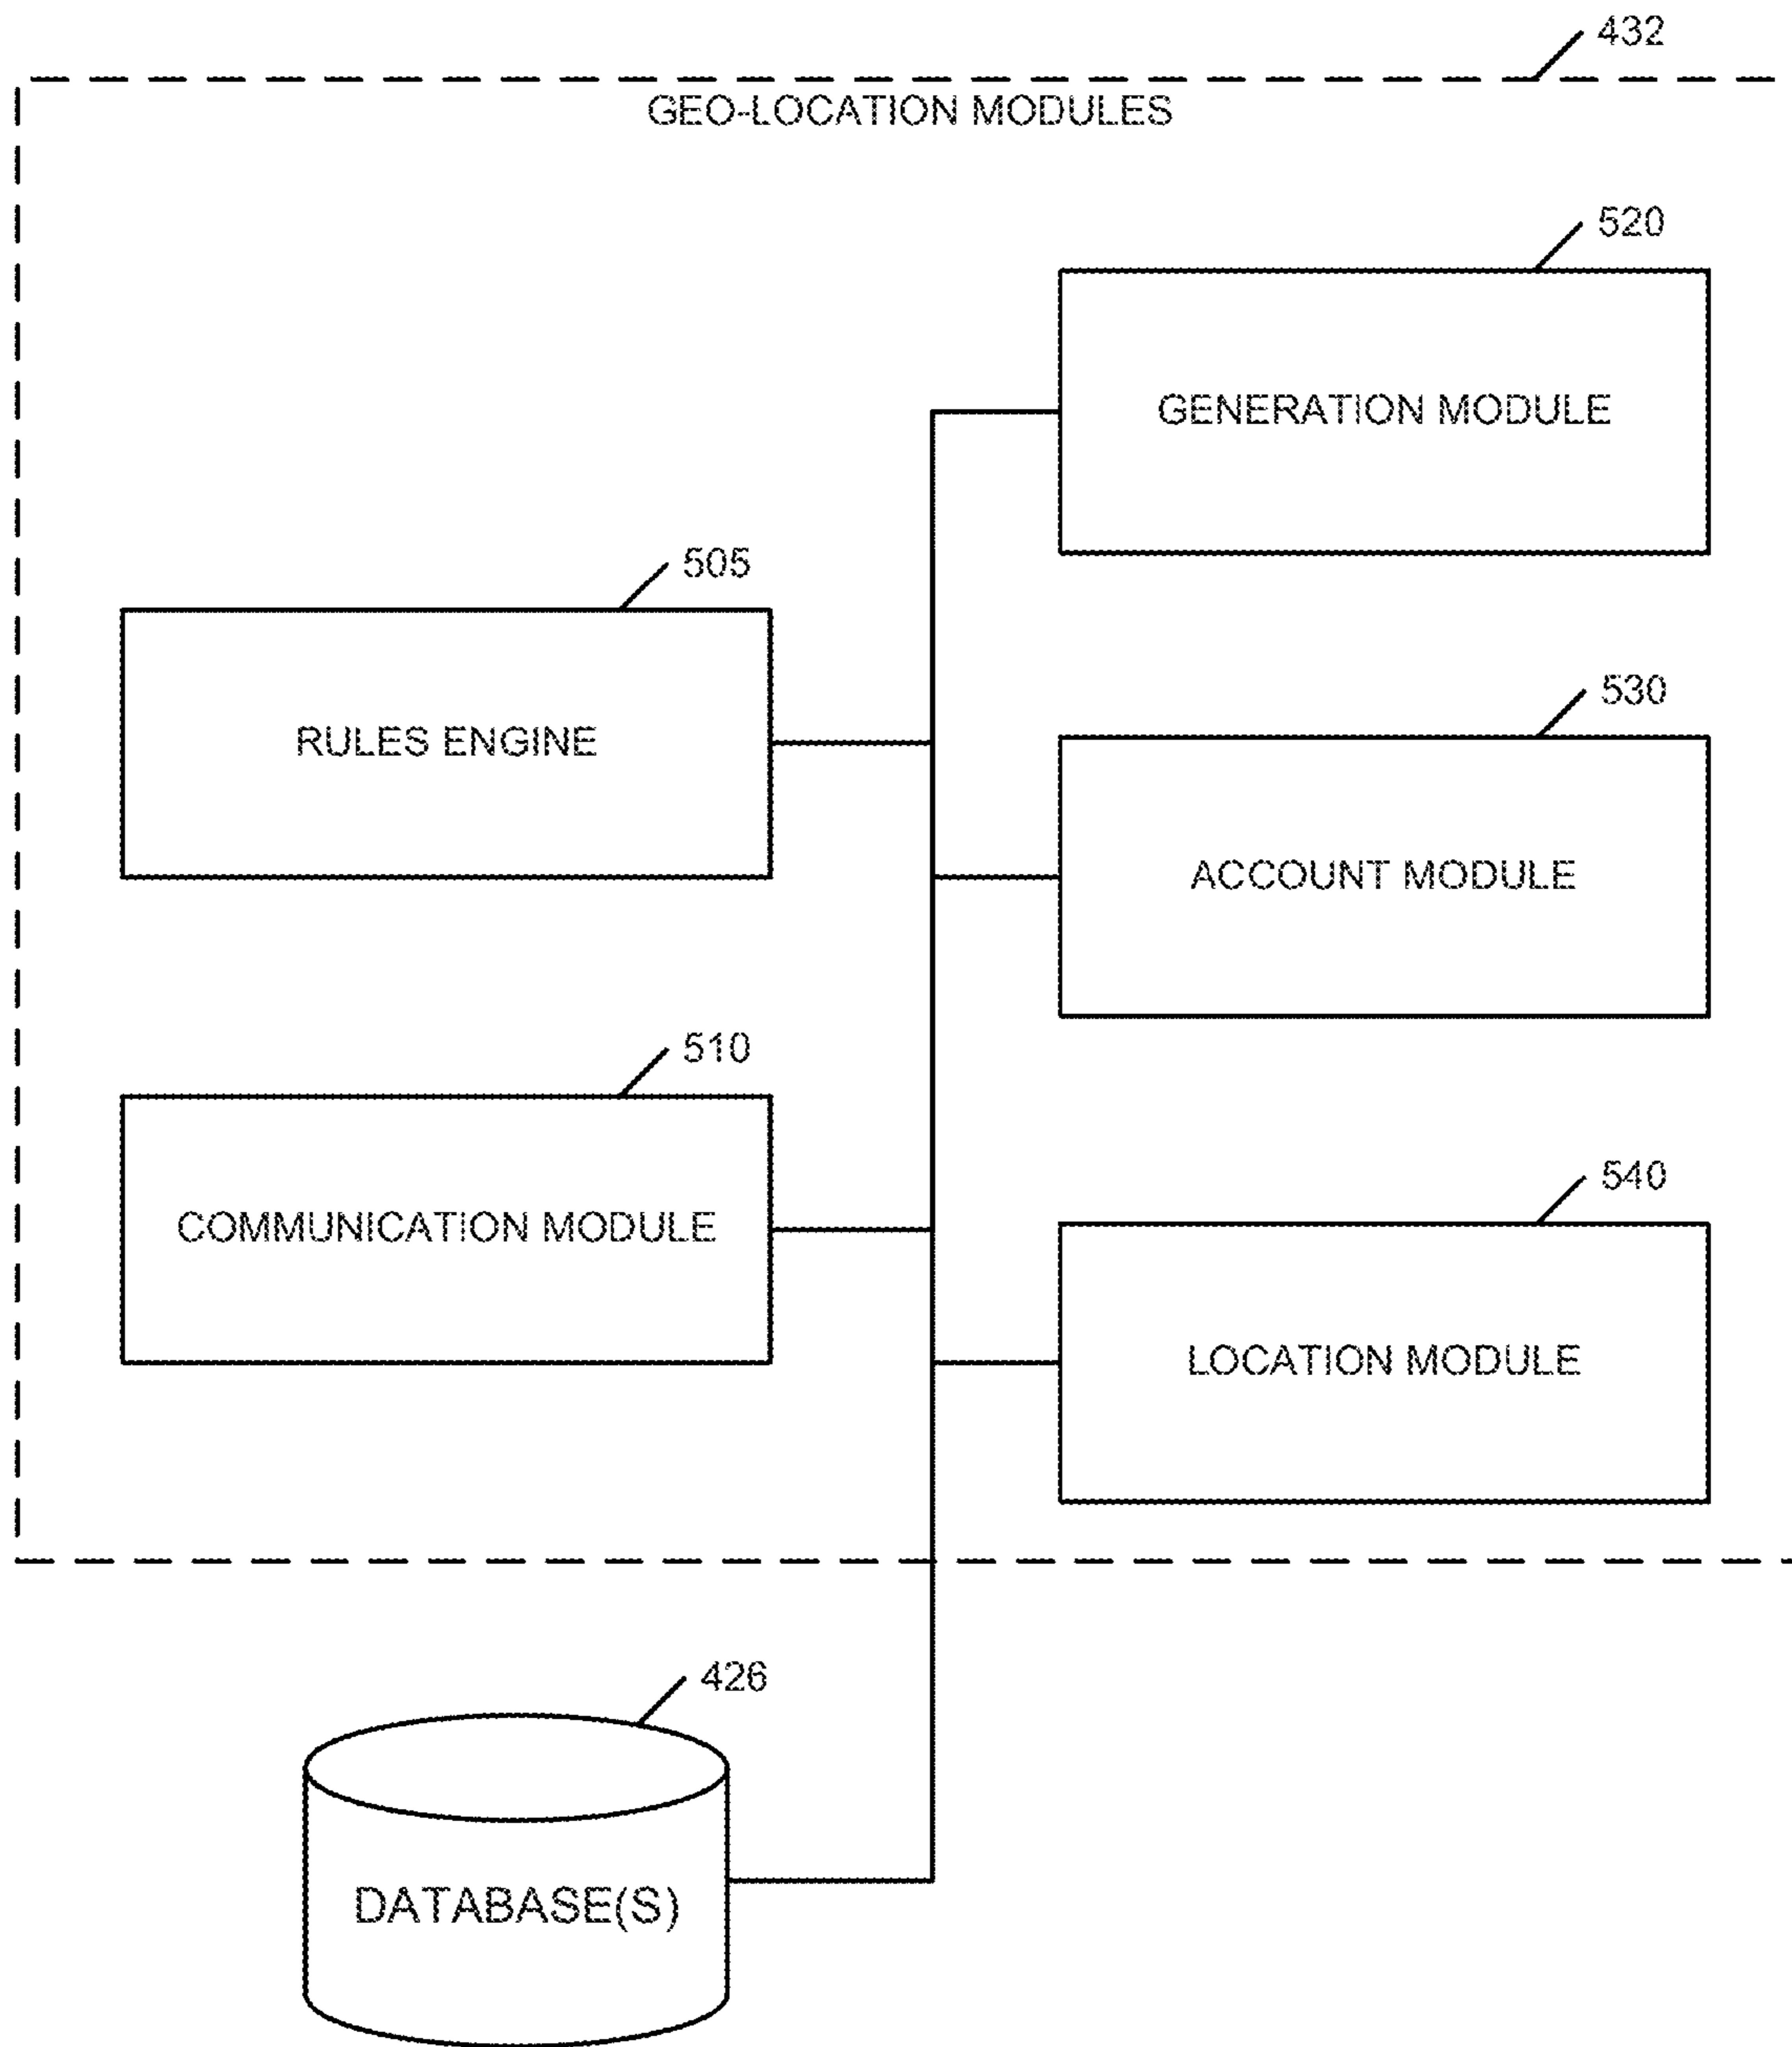 432
GEO-LOCATION MODULES
520
GENERATION MODULE
505
RULES ENGINE
530
ACCOUNT MODULE
510
COMMUNICATION MODULE
540
LOCATION MODULE
426
DATABASE(S)